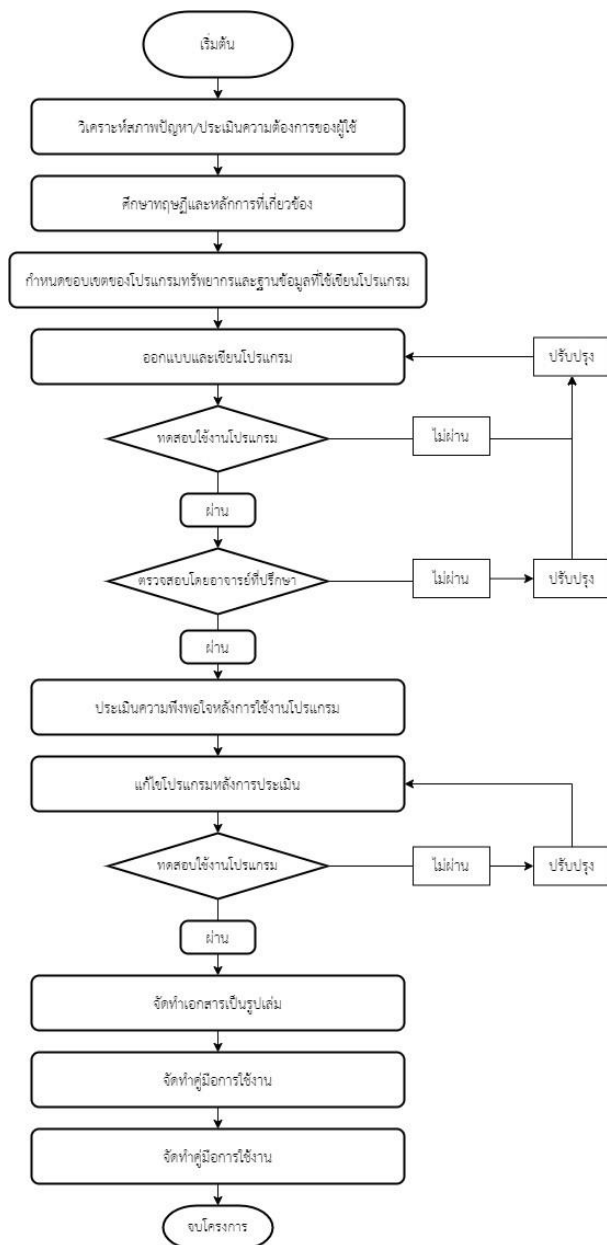 เริ่มต้น
วิเคราะห์สภาพปัญหา/ประเมินความต้องการของผู้ใช้
ศึกษาทฤษฎีและหลักการที่เกี่ยวข้อง
กำหนดขอบเขตของโปรแกรมทรัพยากรและฐานข้อมูลที่ใช้เขียนโปรแกรม
ออกแบบและเขียนโปรแกรม
ปรับปรุง
ทดสอบใช้งานโปรแกรม
ไม่ผ่าน
ผ่าน
ตรวจสอบโดยอาจารย์ที่ปรึกษา
ไม่ผ่าน
ปรับปรุง
ผ่าน
ประเมินความพึงพอใจหลังการใช้งานโปรแกรม
แก้ไขโปรแกรมหลังการประเมิน
ทดสอบใช้งานโปรแกรม
ไม่ผ่าน
ปรับปรุง
ผ่าน
จัดทำเอกสารเป็นรูปเล่ม
จัดทำคู่มือการใช้งาน
จัดทำคู่มือการใช้งาน
จบโครงการ